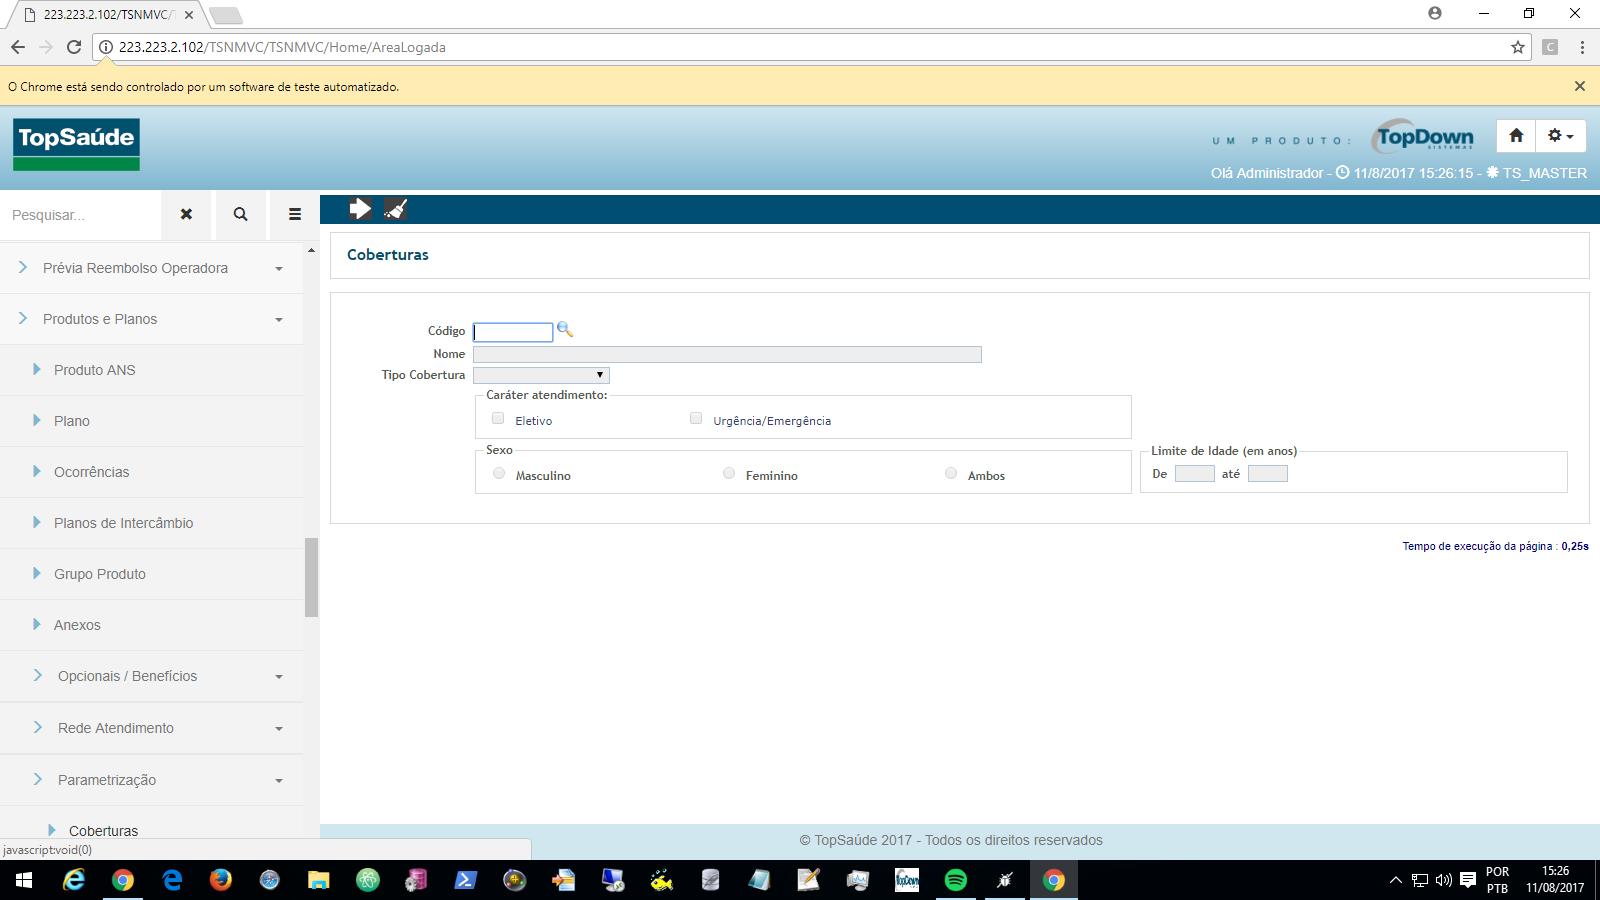 223.223.2.102/TSNMVC/T
223.223.2.102/TSNMVC/TSNMVC/Home/AreaLogada
C
O Chrome está sendo controlado por um software de teste automatizado.
TopSaúde
UM PRODUTO:
TopDown
SISTEMAS
Olá Administrador - 11/8/2017 15:26:15 - TS_MASTER
Pesquisar...
Prévia Reembolso Operadora
Produtos e Planos
Produto ANS
Plano
Ocorrências
Planos de Intercâmbio
Grupo Produto
Anexos
Opcionais / Benefícios
Rede Atendimento
Parametrização
Coberturas
javascript:void(0)
Coberturas
Código
Nome
Tipo Cobertura
Caráter atendimento:
Eletivo
Urgência/Emergência
Sexo
Masculino
Feminino
Ambos
Limite de Idade (em anos)
De
até
Tempo de execução da página : 0,25s
© TopSaúde 2017 - Todos os direitos reservados
TopDown
POR
PTB
15:26
11/08/2017